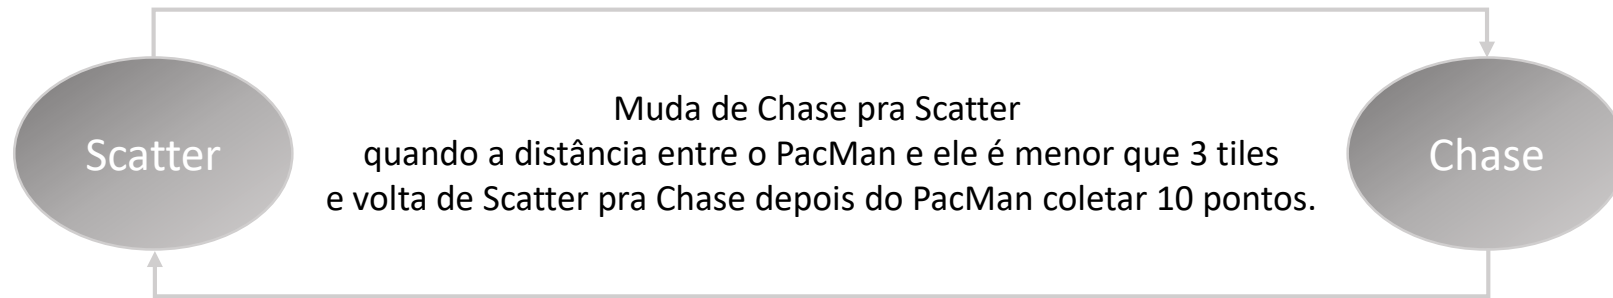 Scatter
Muda de Chase pra Scatter
quando a distância entre o PacMan e ele é menor que 3 tiles
e volta de Scatter pra Chase depois do PacMan coletar 10 pontos.
Chase